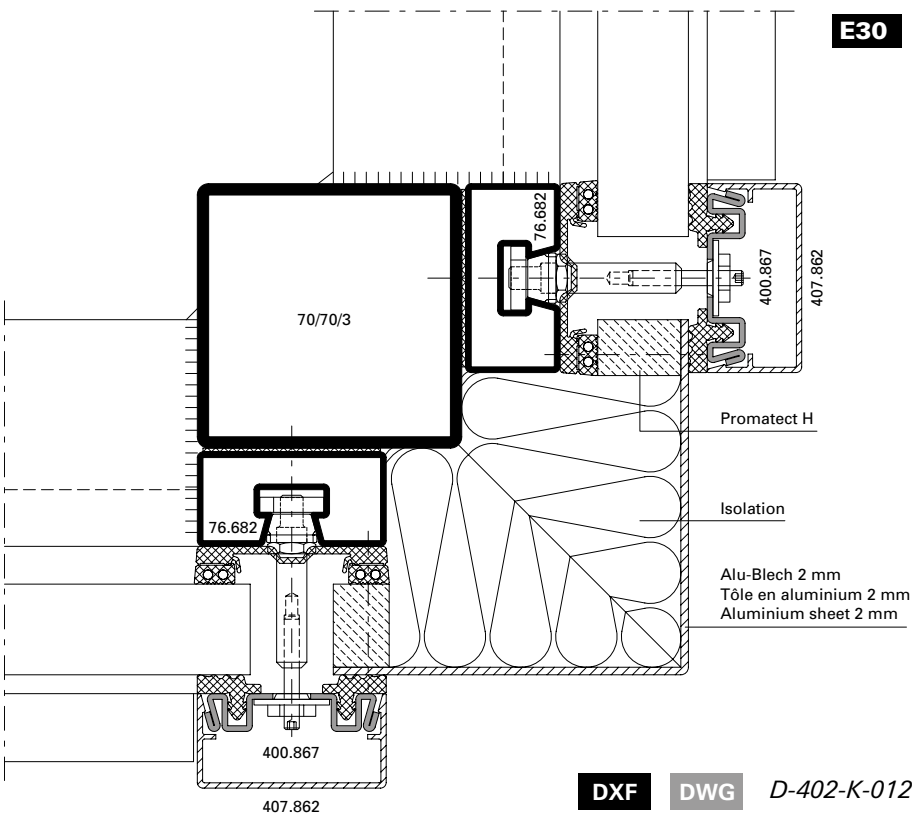 E30
76.682
400.867
407.862
70/70/3
Promatect H
76.682
Isolation
Alu-Blech 2 mm
Tôle en aluminium 2 mm
Aluminium sheet 2 mm
400.867
407.862
DXF DWG D-402-K-012